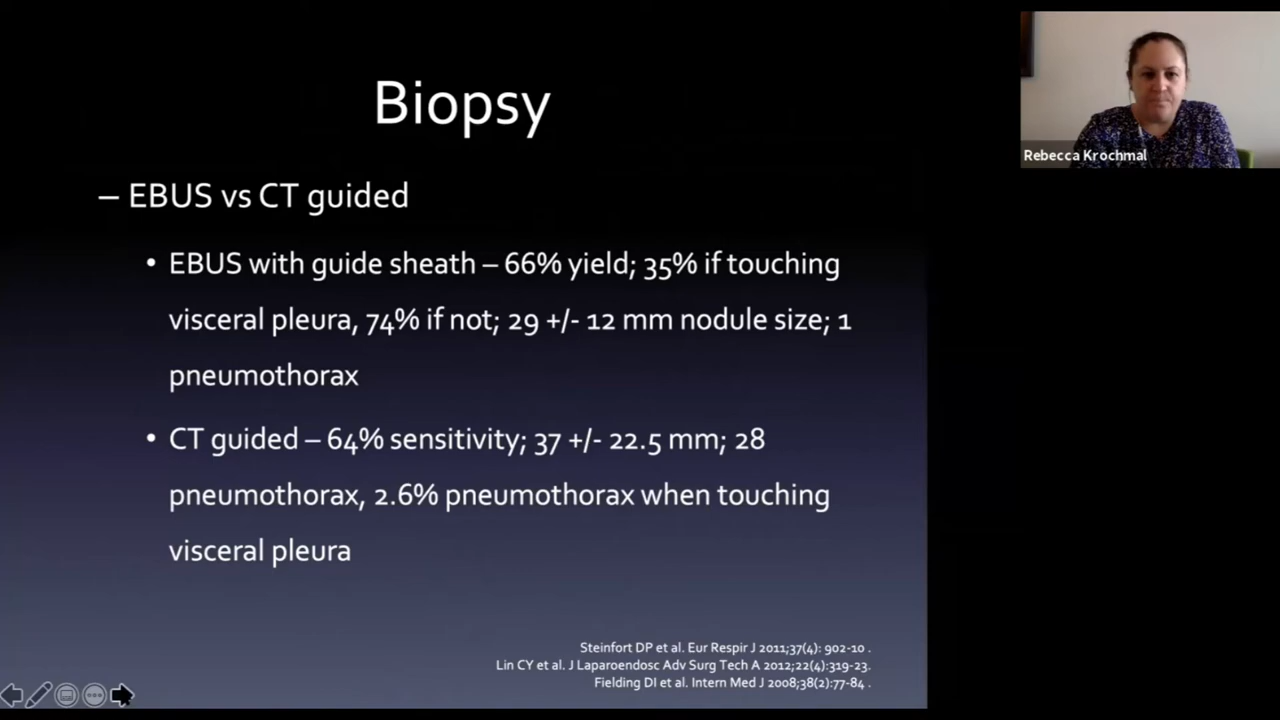 Biopsy
Rebecca Krochmal
– EBUS vs CT guided
• EBUS with guide sheath – 66% yield; 35% if touching
visceral pleura, 74% if not; 29 +/- 12 mm nodule size; 1
pneumothorax
• CT guided – 64% sensitivity; 37 +/- 22.5 mm; 28
pneumothorax, 2.6% pneumothorax when touching
visceral pleura
Steinfort DP et al. Eur Respir J 2011;37(4): 902-10 .
Lin CY et al. J Laparoendosc Adv Surg Tech A 2012;22(4):319-23.
Fielding DI et al. Intern Med J 2008;38(2):77-84 .